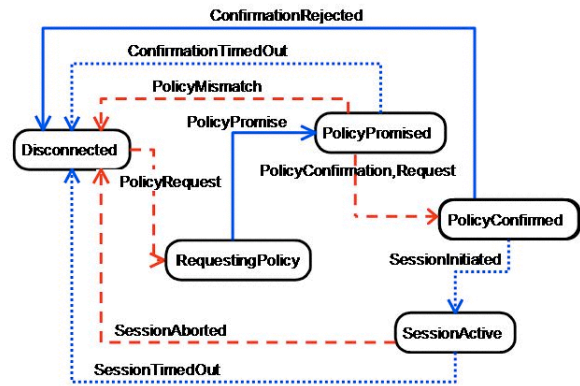 ConfirmationRejected
ConfirmationTimedOut
PolicyMismatch
PolicyPromise
PolicyPromised
Disconnected
PolicyRequest
PolicyConfirmation,Request
PolicyConfirmed
RequestingPolicy
SessionInitiated
SessionAborted
SessionActive
SessionTimedOut